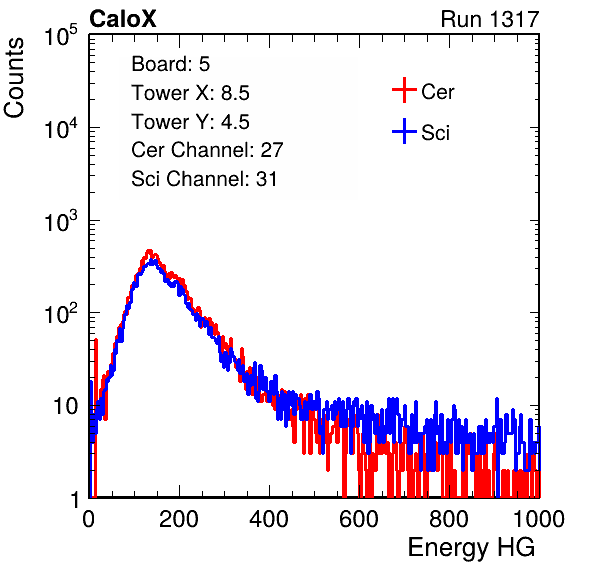 CaloX Run 1317
Counts
10^5
10^4
10^3
10^2
10
1
Board: 5
Tower X: 8.5
Tower Y: 4.5
Cer Channel: 27
Sci Channel: 31
Cer
Sci
0 200 400 600 800 1000
Energy HG